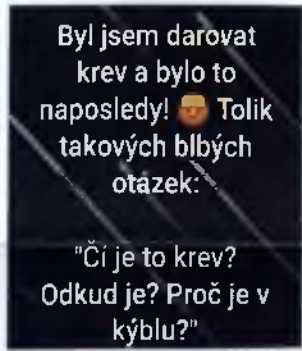 Byl jsem darovat
krev a bylo to
naposledy! Tolik
takových blbých
otázek:
"Čí je to krev?
Odkud je? Proč je v
kýblu?"